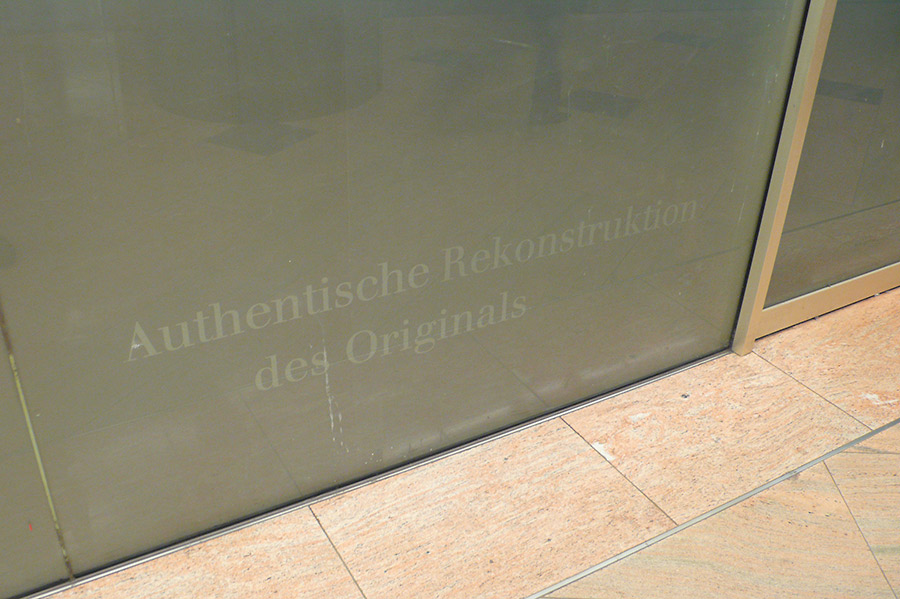 Authentische Rekonstruktion
des Originals